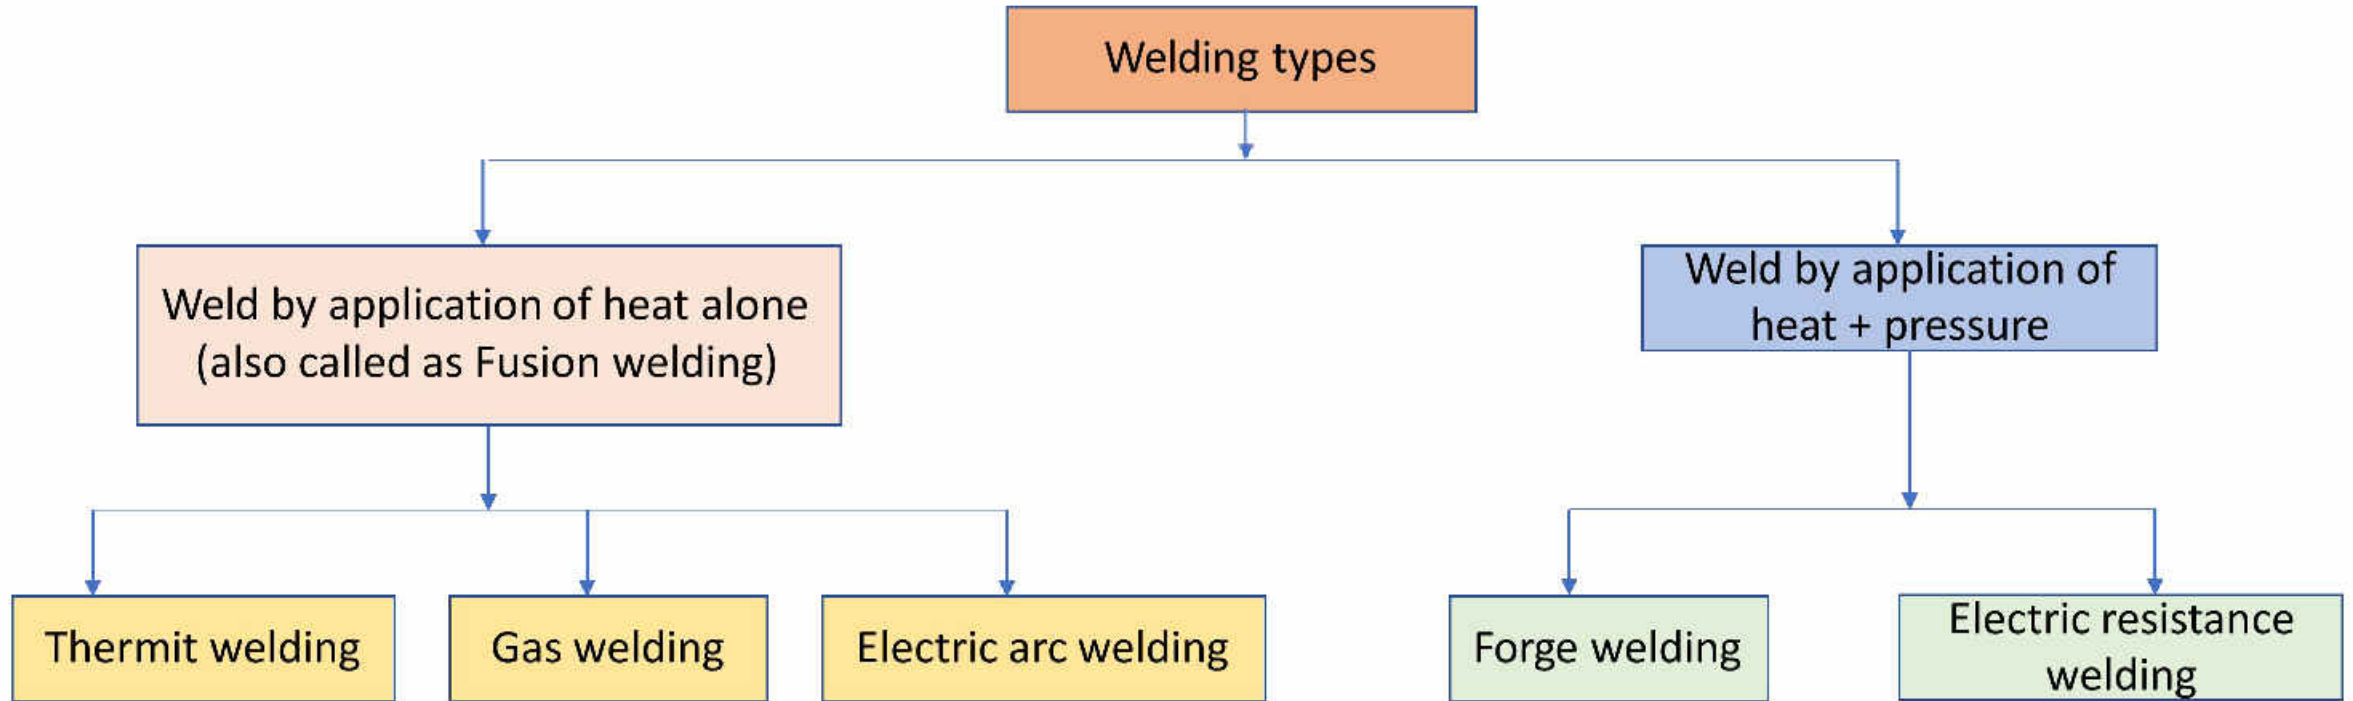 Welding types
Weld by application of heat alone
(also called as Fusion welding)
Weld by application of
heat + pressure
Thermit welding
Gas welding
Electric arc welding
Forge welding
Electric resistance
welding